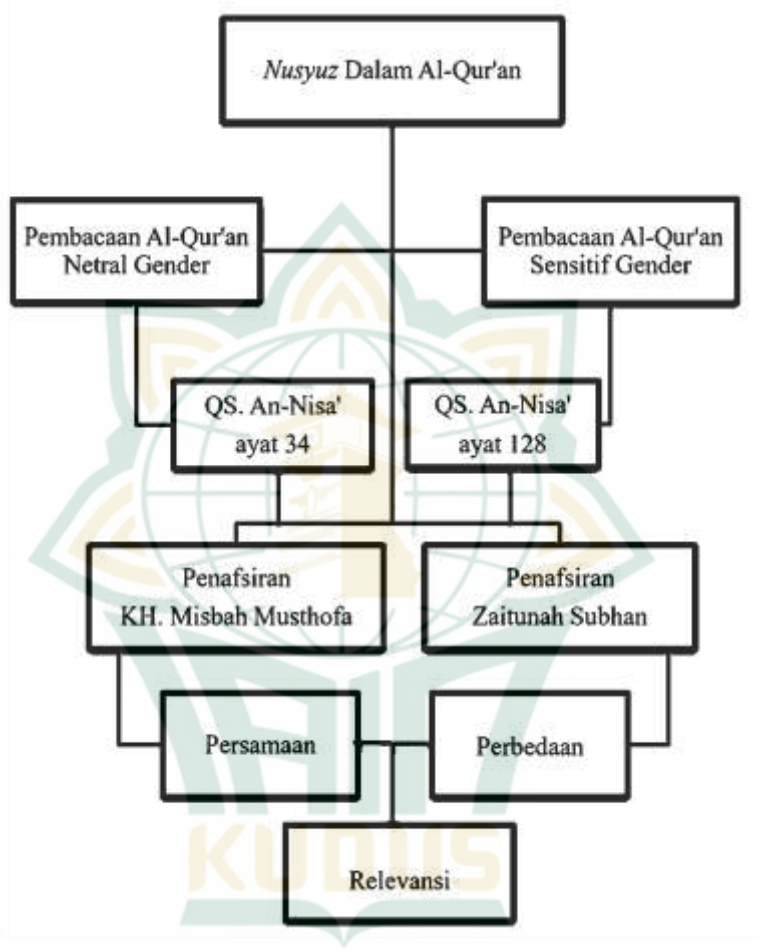 Nusyuz Dalam Al-Qur'an
Pembacaan Al-Qur'an
Netral Gender
Pembacaan Al-Qur'an
Sensitif Gender
QS. An-Nisa'
ayat 34
QS. An-Nisa'
ayat 128
Penafsiran
KH. Misbah Musthofa
Penafsiran
Zaitunah Subhan
Persamaan
Perbedaan
Relevansi
IAIN
KUDUS